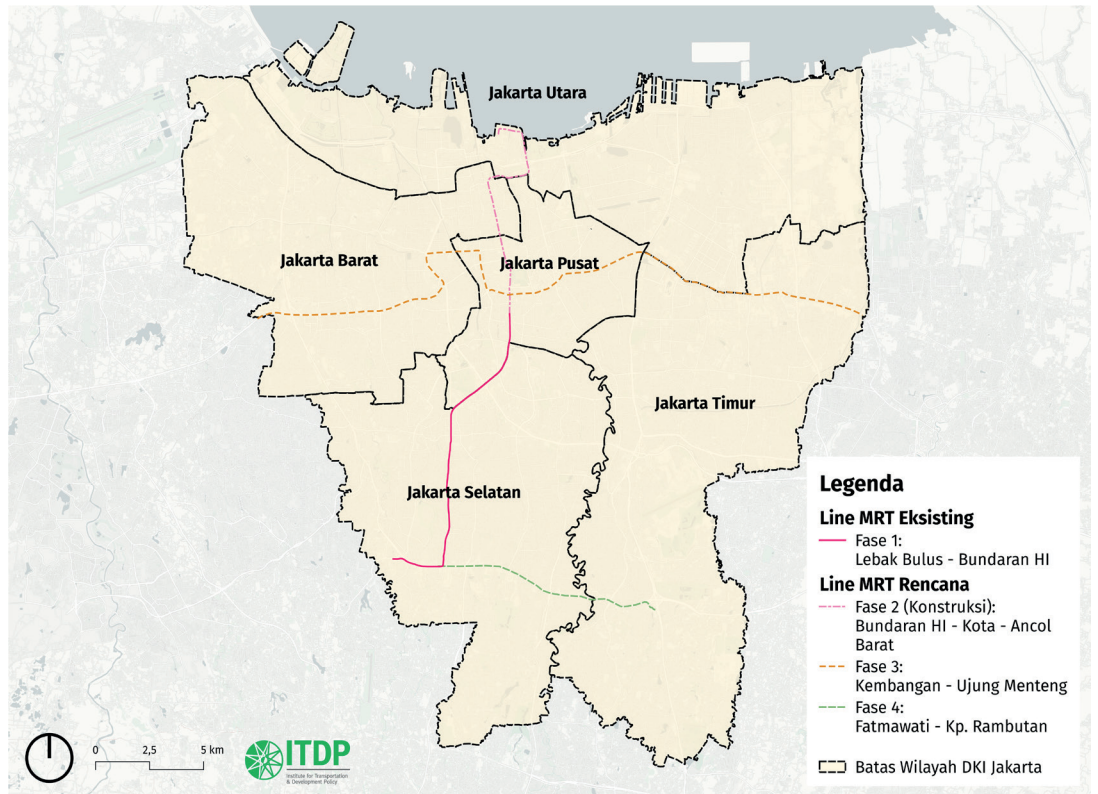 Jakarta Utara
Jakarta Barat
Jakarta Pusat
Jakarta Timur
Jakarta Selatan
Legenda
Line MRT Eksisting
Fase 1:
Lebak Bulus - Bundaran HI
Line MRT Rencana
Fase 2 (Konstruksi):
Bundaran HI - Kota - Ancol
Barat
Fase 3:
Kembangan - Ujung Menteng
Fase 4:
Fatmawati - Kp. Rambutan
Batas Wilayah DKI Jakarta
0 2,5 5 km
ITDP
Institute for Transportation
& Development Policy